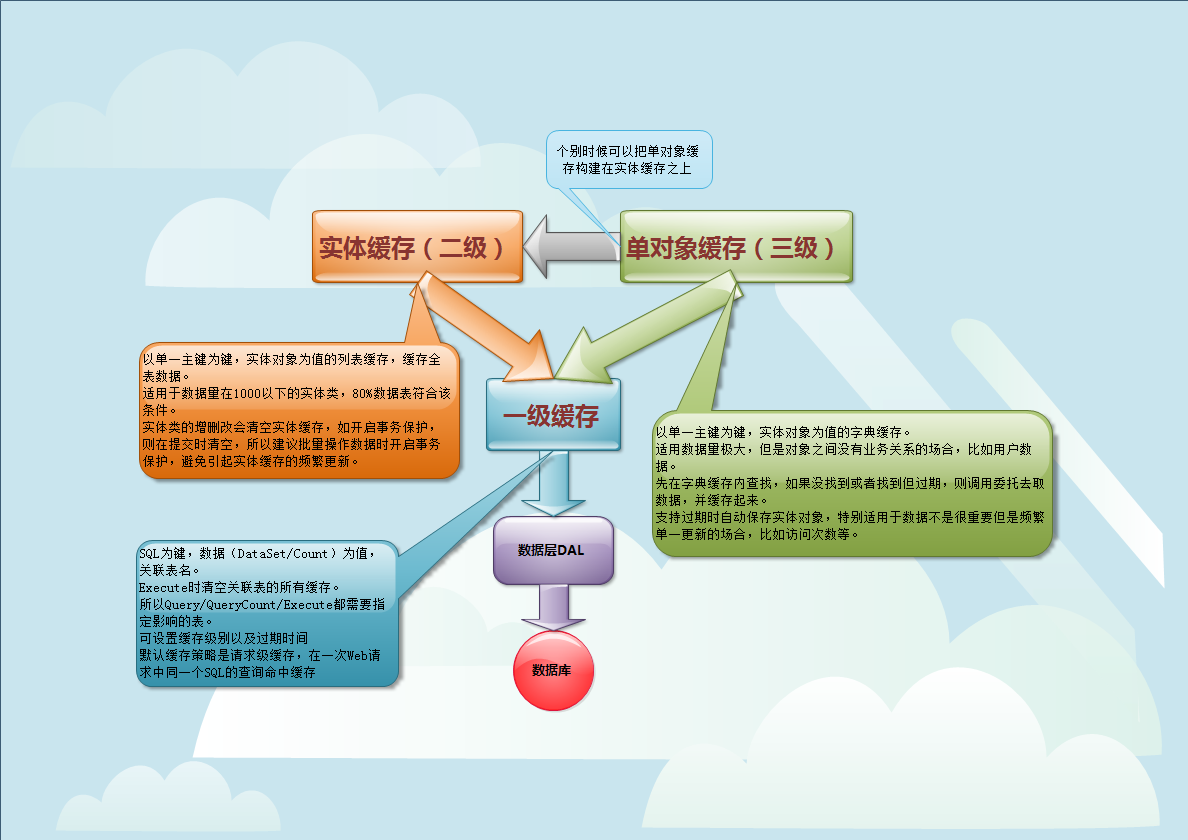 个别时候可以把单对象缓
存构建在实体缓存之上
实体缓存（二级）
单对象缓存（三级）
以单一主键为键，实体对象为值的列表缓存，缓存全
表数据。
适用于数据量在1000以下的实体类，80%数据表符合该
条件。
实体类的增删改会清空实体缓存，如开启事务保护，
则在提交时清空，所以建议批量操作数据时开启事务
保护，避免引起实体缓存的频繁更新。
一级缓存
以单一主键为键，实体对象为值的字典缓存。
适用数据量极大，但是对象之间没有业务关系的场合，比如用户数
据。
先在字典缓存内查找，如果没找到或者找到但过期，则调用委托去取
数据，并缓存起来。
支持过期时自动保存实体对象，特别适用于数据不是很重要但是频繁
单一更新的场合，比如访问次数等。
SQL为键，数据（DataSet/Count）为值，
关联表名。
Execute时清空关联表的所有缓存。
所以Query/QueryCount/Execute都需要指
定影响的表。
可设置缓存级别以及过期时间
默认缓存策略是请求级缓存，在一次Web请
求中同一个SQL的查询命中缓存
数据层DAL
数据库